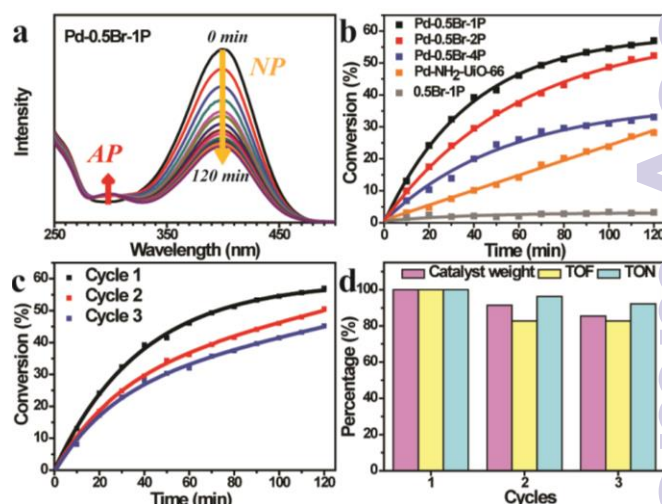 a
Pd-0.5Br-1P
0 min
NP
AP
120 min
Intensity
250 300 350 400 450
Wavelength (nm)
b
Pd-0.5Br-1P
Pd-0.5Br-2P
Pd-0.5Br-4P
Pd-NH₂-UiO-66
0.5Br-1P
Conversion (%)
60
50
40
30
20
10
0
0 20 40 60 80 100 120
Time (min)
c
Cycle 1
Cycle 2
Cycle 3
Conversion (%)
60
50
40
30
20
10
0
0 20 40 60 80 100 120
Time (min)
d
Catalyst weight TOF TON
Percentage (%)
100
80
60
40
20
0
1 2 3
Cycles